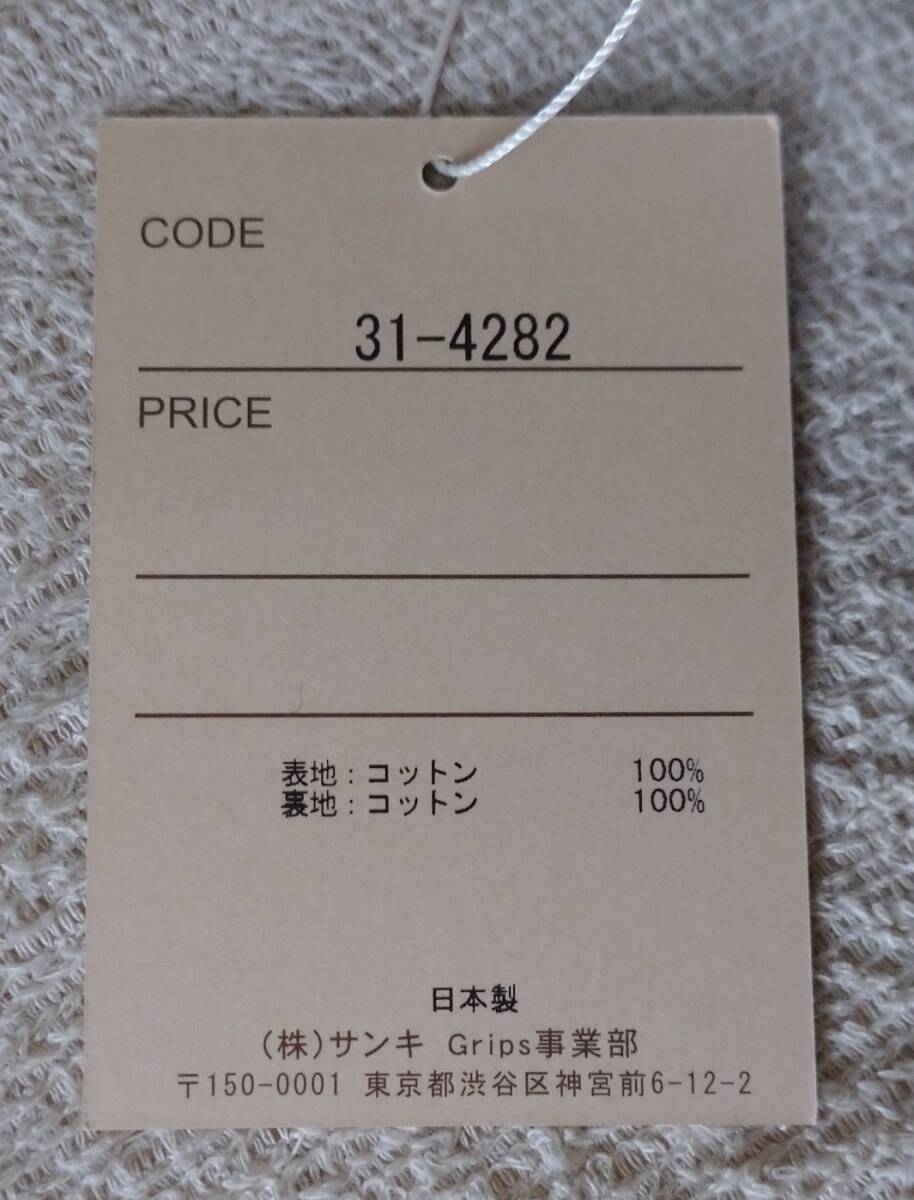 CODE
31-4282
PRICE
表地：コットン 100%
裏地：コットン 100%
日本製
(株)サンキ Grips事業部
〒150-0001 東京都渋谷区神宮前6-12-2